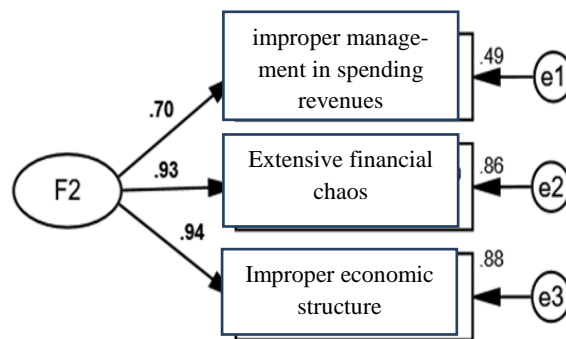 improper manage-
ment in spending
revenues
.49
e1
.70
Extensive financial
chaos
.86
e2
F2
.93
.94
Improper economic
structure
.88
e3